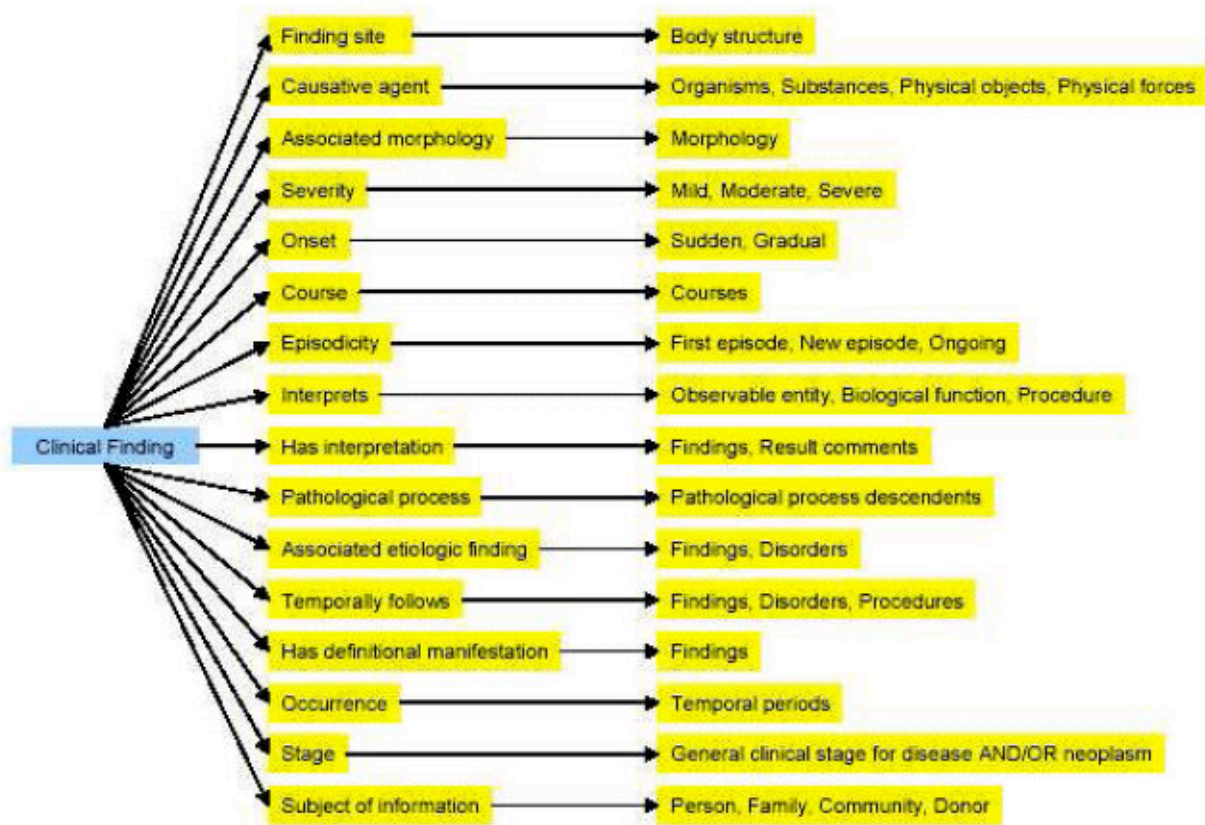 Finding site
Body structure
Causative agent
Organisms, Substances, Physical objects, Physical forces
Associated morphology
Morphology
Severity
Mild, Moderate, Severe
Onset
Sudden, Gradual
Course
Courses
Episodicity
First episode, New episode, Ongoing
Interprets
Observable entity, Biological function, Procedure
Clinical Finding
Has interpretation
Findings, Result comments
Pathological process
Pathological process descendents
Associated etiologic finding
Findings, Disorders
Temporally follows
Findings, Disorders, Procedures
Has definitional manifestation
Findings
Occurrence
Temporal periods
Stage
General clinical stage for disease AND/OR neoplasm
Subject of information
Person, Family, Community, Donor